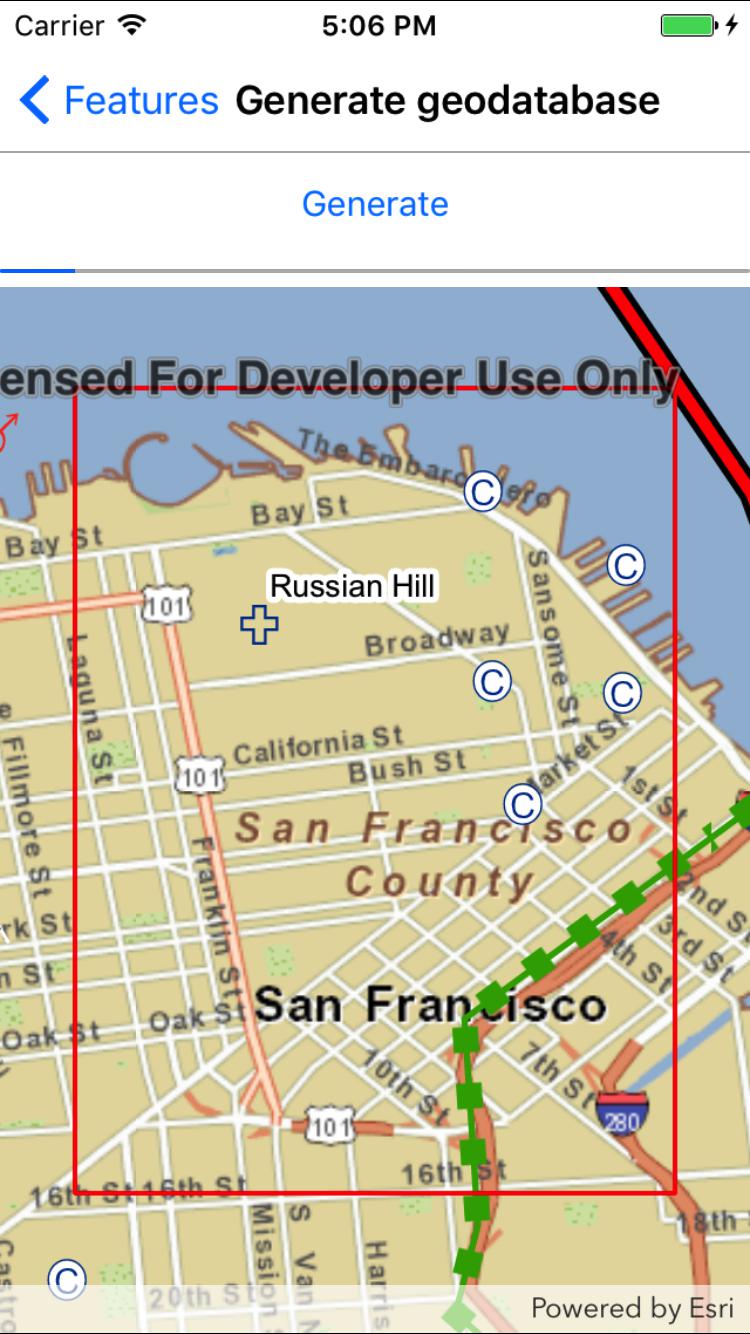 Carrier 5:06 PM
Features Generate geodatabase
Generate
ensed For Developer Use Only
The Embarc ero
C
Bay St
Bay St
C
Russian Hill
101
Sansome St
Broadway
Laguna St
C
C
California St
Market St
101
Bush St
1st St
C
Fillmore St
San Francisco
County
Franklin St
2nd St
rk St
3rd St
4th St
n St
San Francisco
Oak St
Oak St
7th St
10th St
280
101
16th St
16th St
16th St
18th
Mission
S Van N
Harris
Castro
C
20th St
Powered by Esri